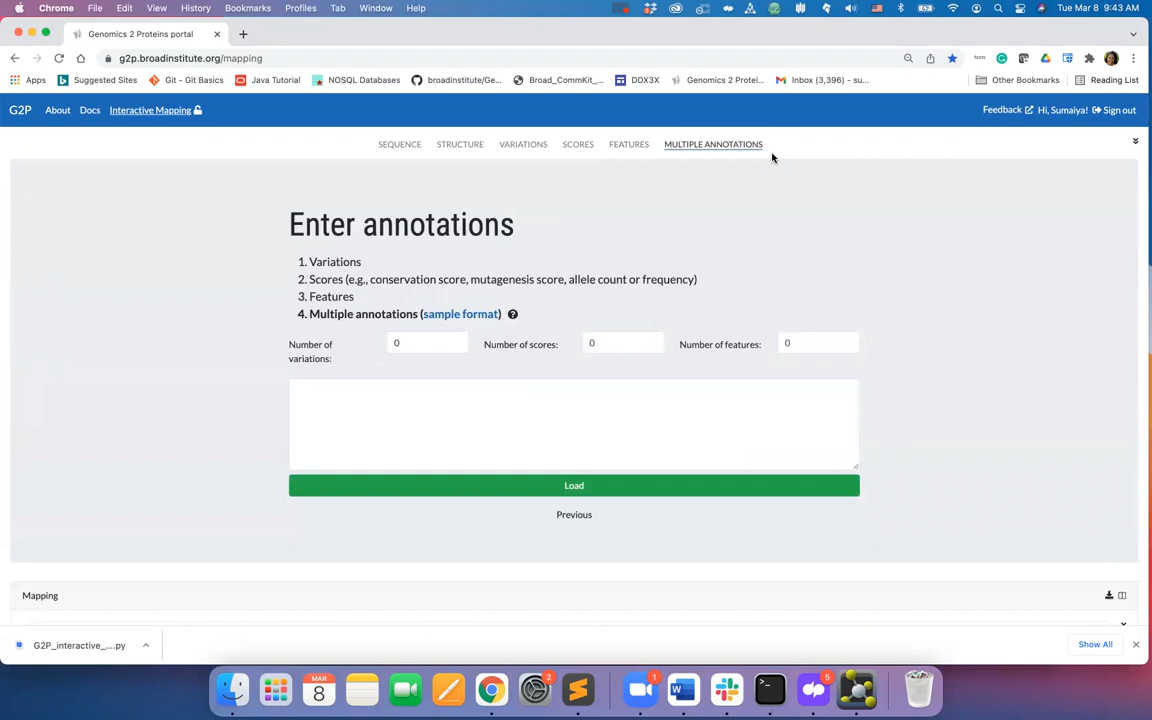 Chrome File Edit View History Bookmarks Profiles Tab Window Help Tue Mar 8 9:43 AM
Genomics 2 Proteins portal
g2p.broadinstitute.org/mapping
Apps Suggested Sites Git - Git Basics Java Tutorial NOSQL Databases broadinstitute/Ge... Broad_CommKit_... DDX3X Genomics 2 Protei... Inbox (3,396) - su... Other Bookmarks Reading List
G2P About Docs Interactive Mapping Feedback Hi, Sumaiya! Sign out
SEQUENCE STRUCTURE VARIATIONS SCORES FEATURES MULTIPLE ANNOTATIONS
Enter annotations
1. Variations
2. Scores (e.g., conservation score, mutagenesis score, allele count or frequency)
3. Features
4. Multiple annotations (sample format)
Number of variations: 0 Number of scores: 0 Number of features: 0
Load
Previous
Mapping
G2P_interactive_....py Show All
MAR
8
2
1
5